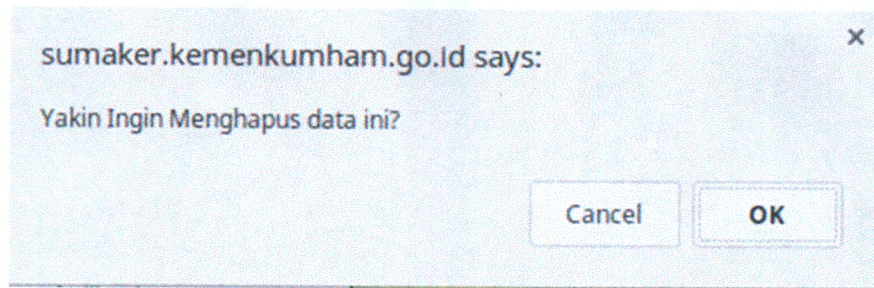 sumaker.kemenkumham.go.id says:
Yakin Ingin Menghapus data ini?
Cancel OK